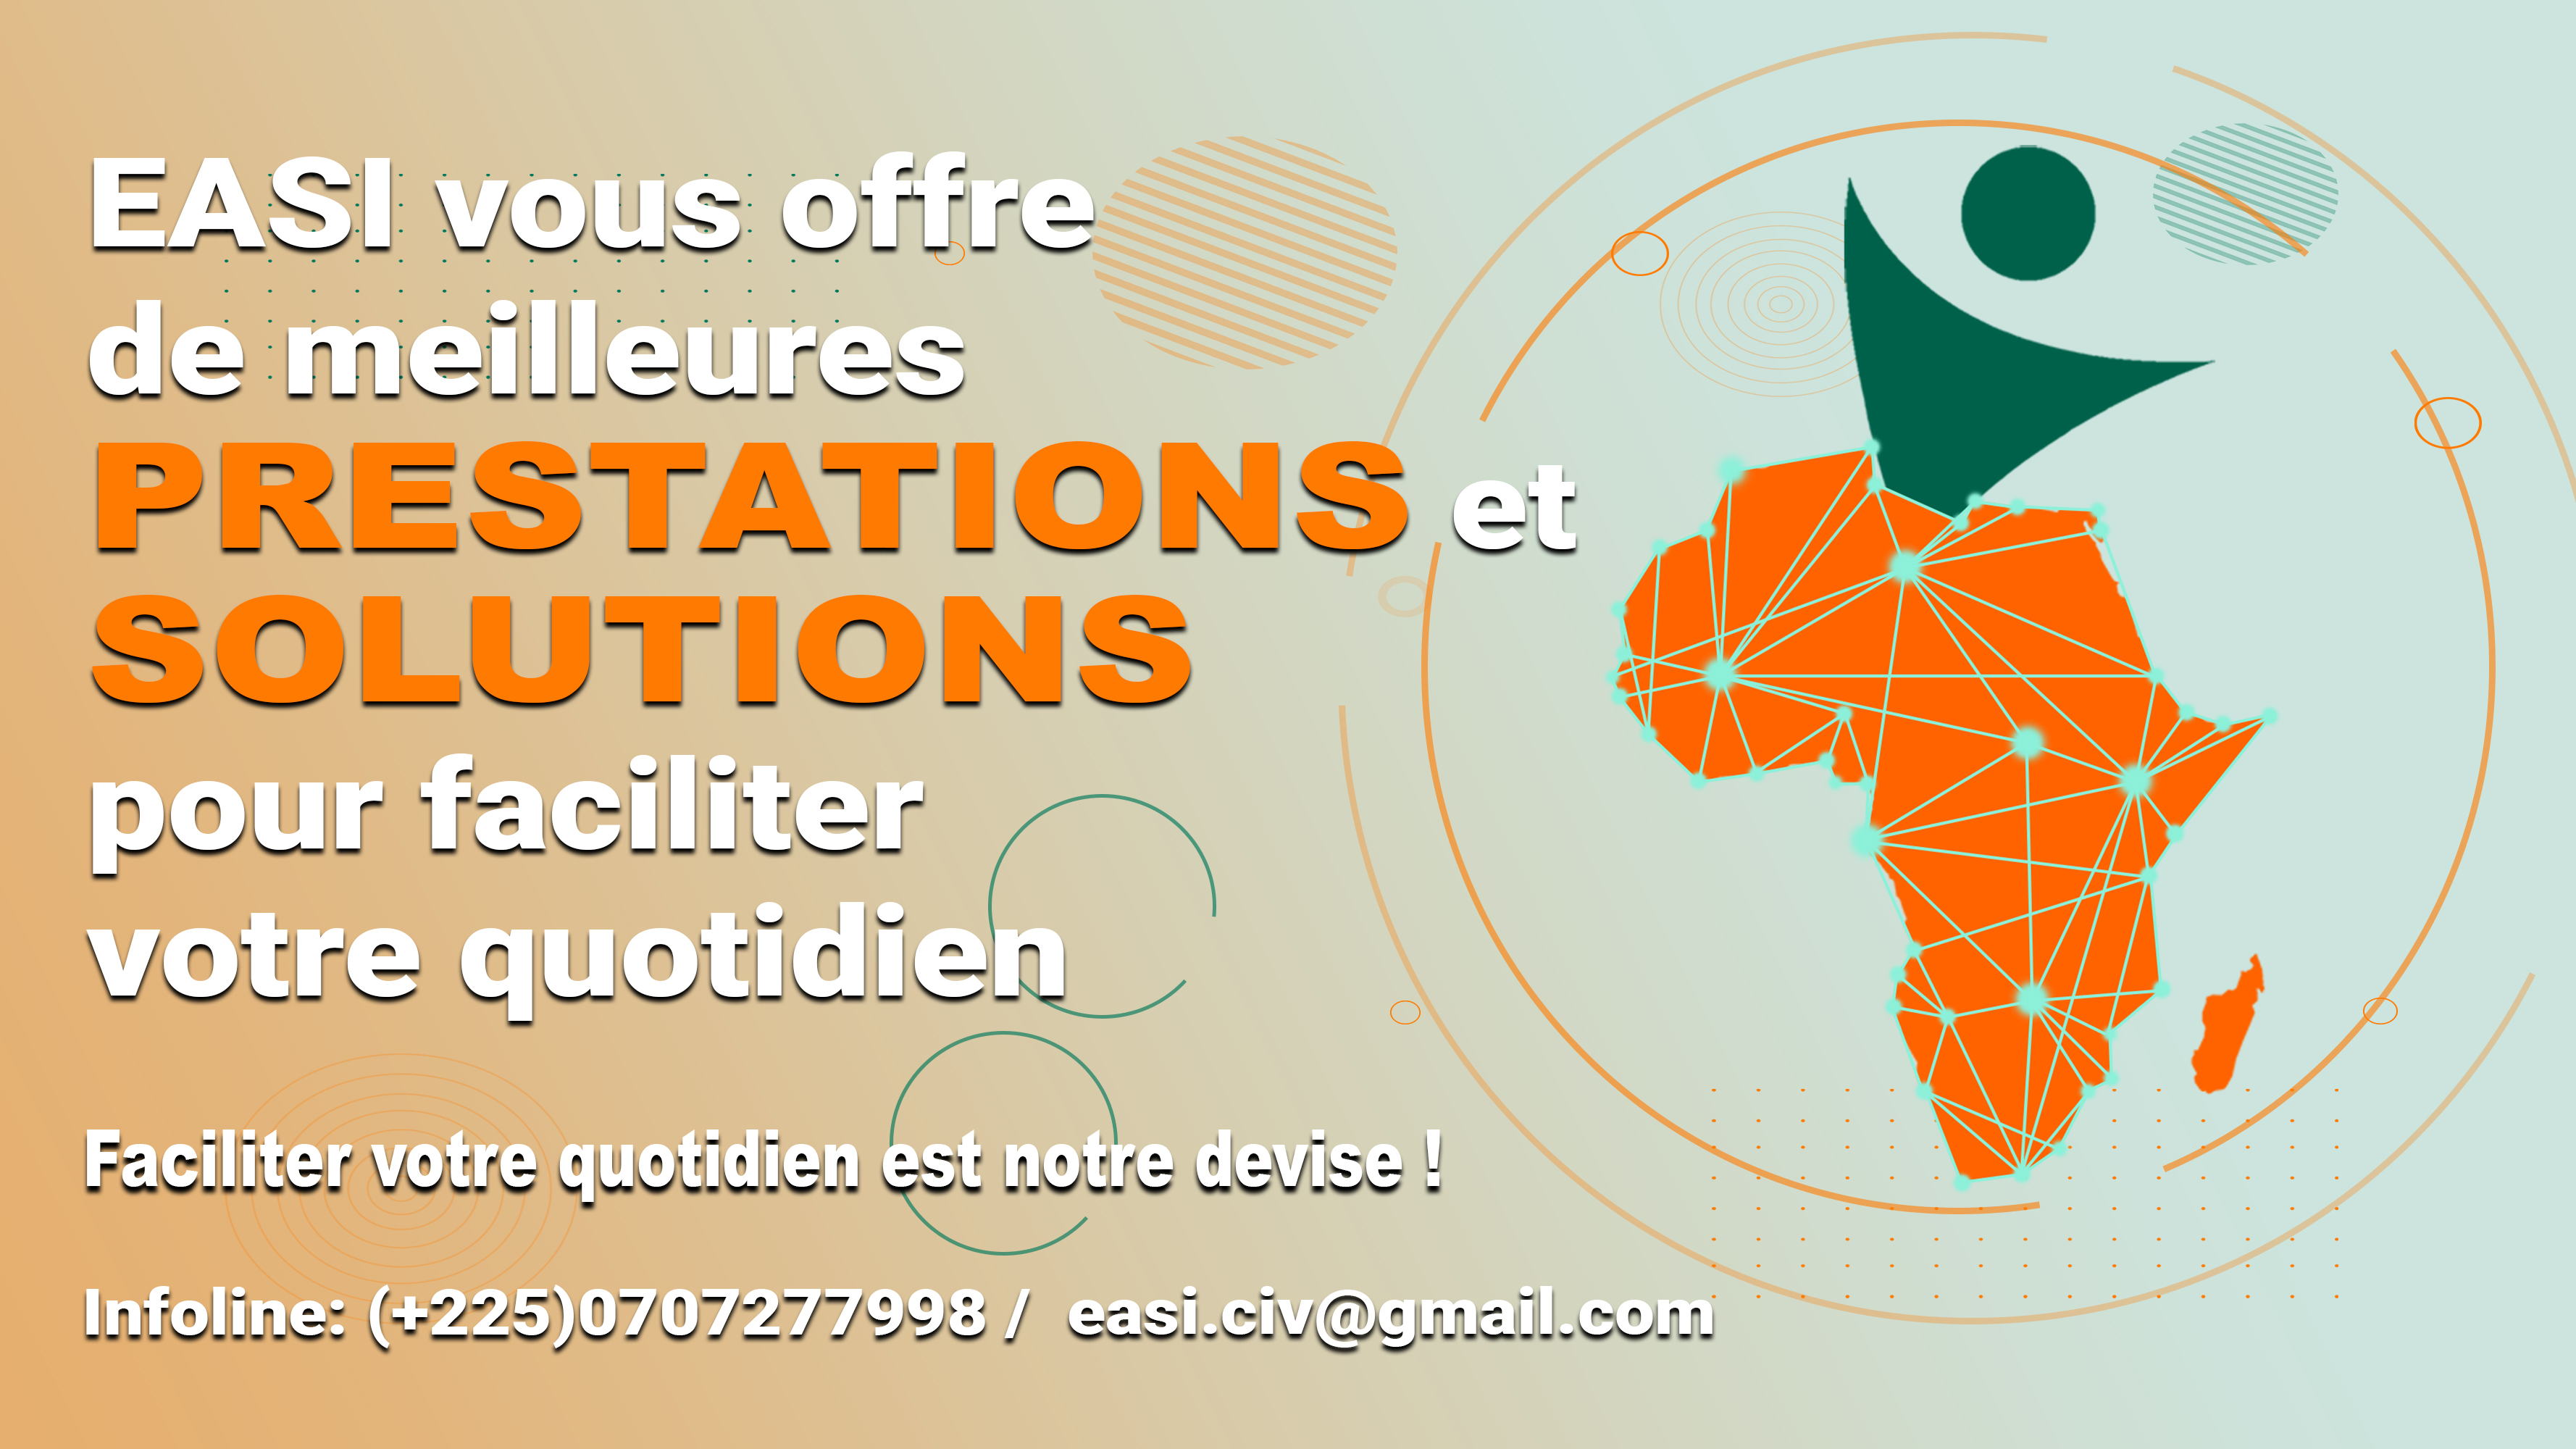 EASI vous offre
de meilleures
PRESTATIONS et
SOLUTIONS
pour faciliter
votre quotidien
Faciliter votre quotidien est notre devise !
Infoline: (+225)0707277998 / easi.civ@gmail.com